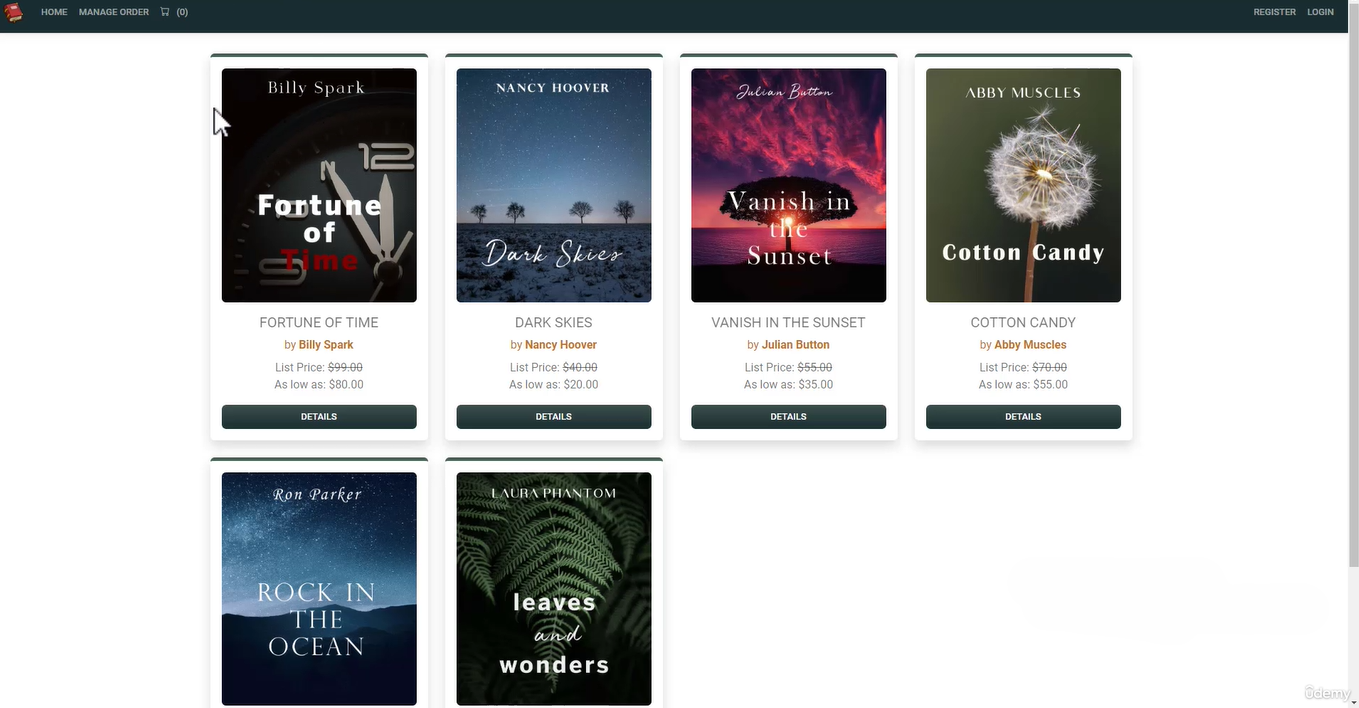 HOME MANAGE ORDER (0) REGISTER LOGIN
Billy Spark
Fortune
of
Time
NANCY HOOVER
Dark Skies
Julian Button
Vanish in
the
Sunset
ABBY MUSCLES
Cotton Candy
FORTUNE OF TIME
by Billy Spark
List Price: $99.00
As low as: $80.00
DETAILS
DARK SKIES
by Nancy Hoover
List Price: $40.00
As low as: $20.00
DETAILS
VANISH IN THE SUNSET
by Julian Button
List Price: $55.00
As low as: $35.00
DETAILS
COTTON CANDY
by Abby Muscles
List Price: $70.00
As low as: $55.00
DETAILS
Ron Parker
ROCK IN
THE
OCEAN
LAURA PHANTOM
leaves
and
wonders
ûdemy